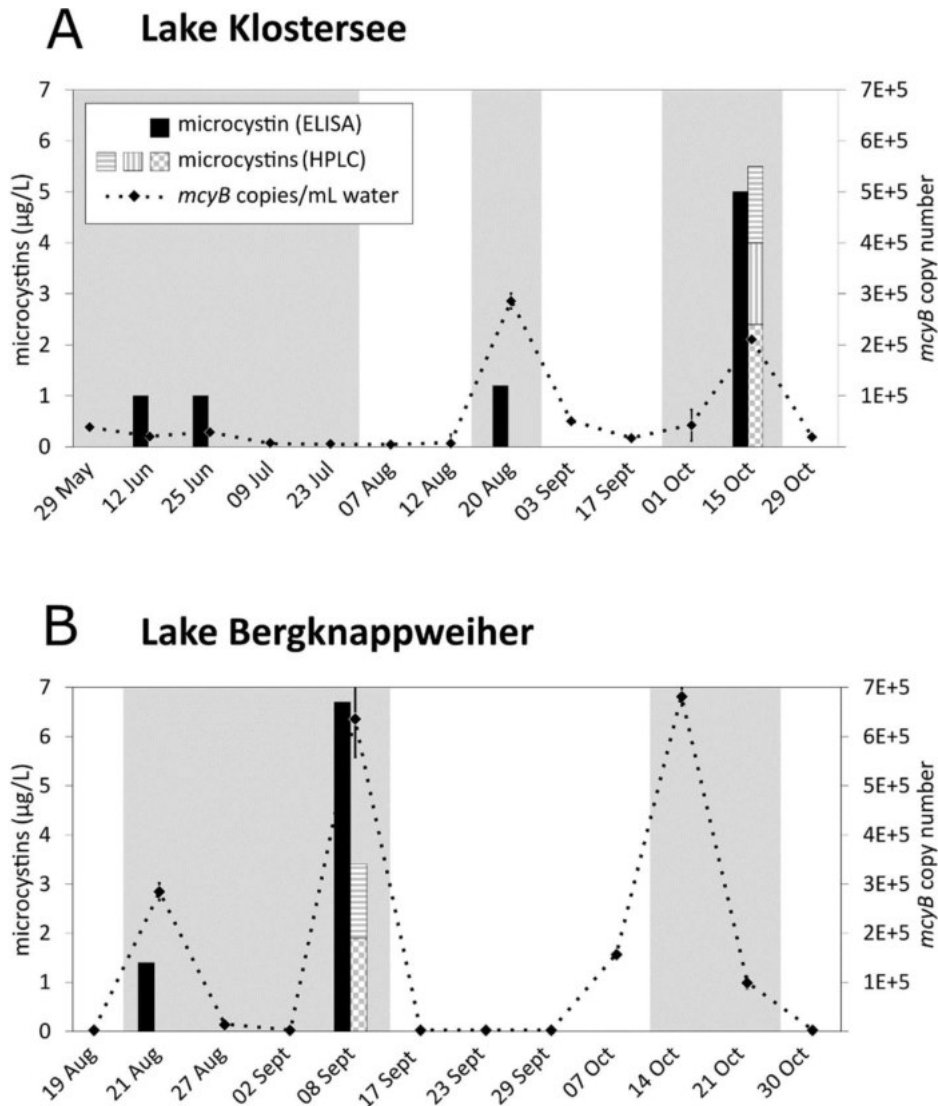 A Lake Klostersee
7 7E+5
6 6E+5
5 5E+5
4 4E+5
3 3E+5
2 2E+5
1 1E+5
0
microcystins (µg/L)
mcyB copy number
microcystin (ELISA)
microcystins (HPLC)
mcyB copies/mL water
29 May 12 Jun 25 Jun 09 Jul 23 Jul 07 Aug 12 Aug 20 Aug 03 Sept 17 Sept 01 Oct 15 Oct 29 Oct
B Lake Bergknappweiher
7 7E+5
6 6E+5
5 5E+5
4 4E+5
3 3E+5
2 2E+5
1 1E+5
0
microcystins (µg/L)
mcyB copy number
19 Aug 21 Aug 27 Aug 02 Sept 08 Sept 17 Sept 23 Sept 29 Sept 07 Oct 14 Oct 21 Oct 30 Oct